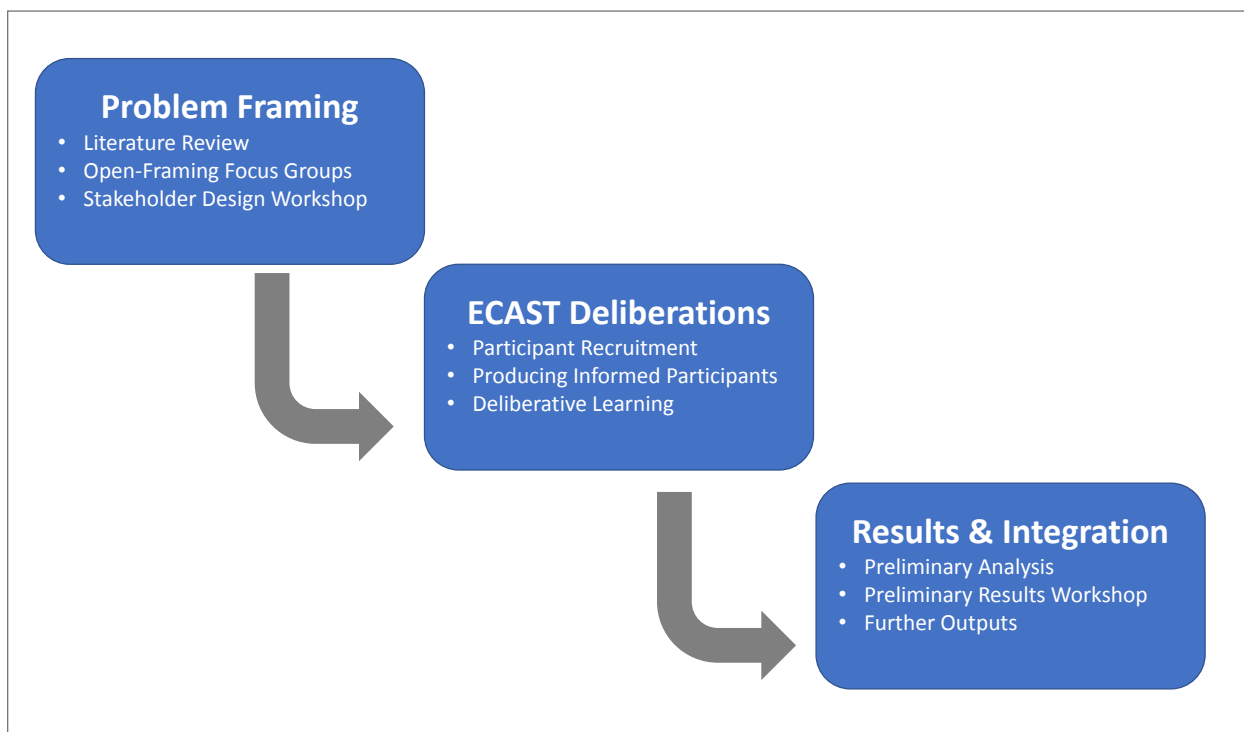 Problem Framing
• Literature Review
• Open-Framing Focus Groups
• Stakeholder Design Workshop
ECAST Deliberations
• Participant Recruitment
• Producing Informed Participants
• Deliberative Learning
Results & Integration
• Preliminary Analysis
• Preliminary Results Workshop
• Further Outputs